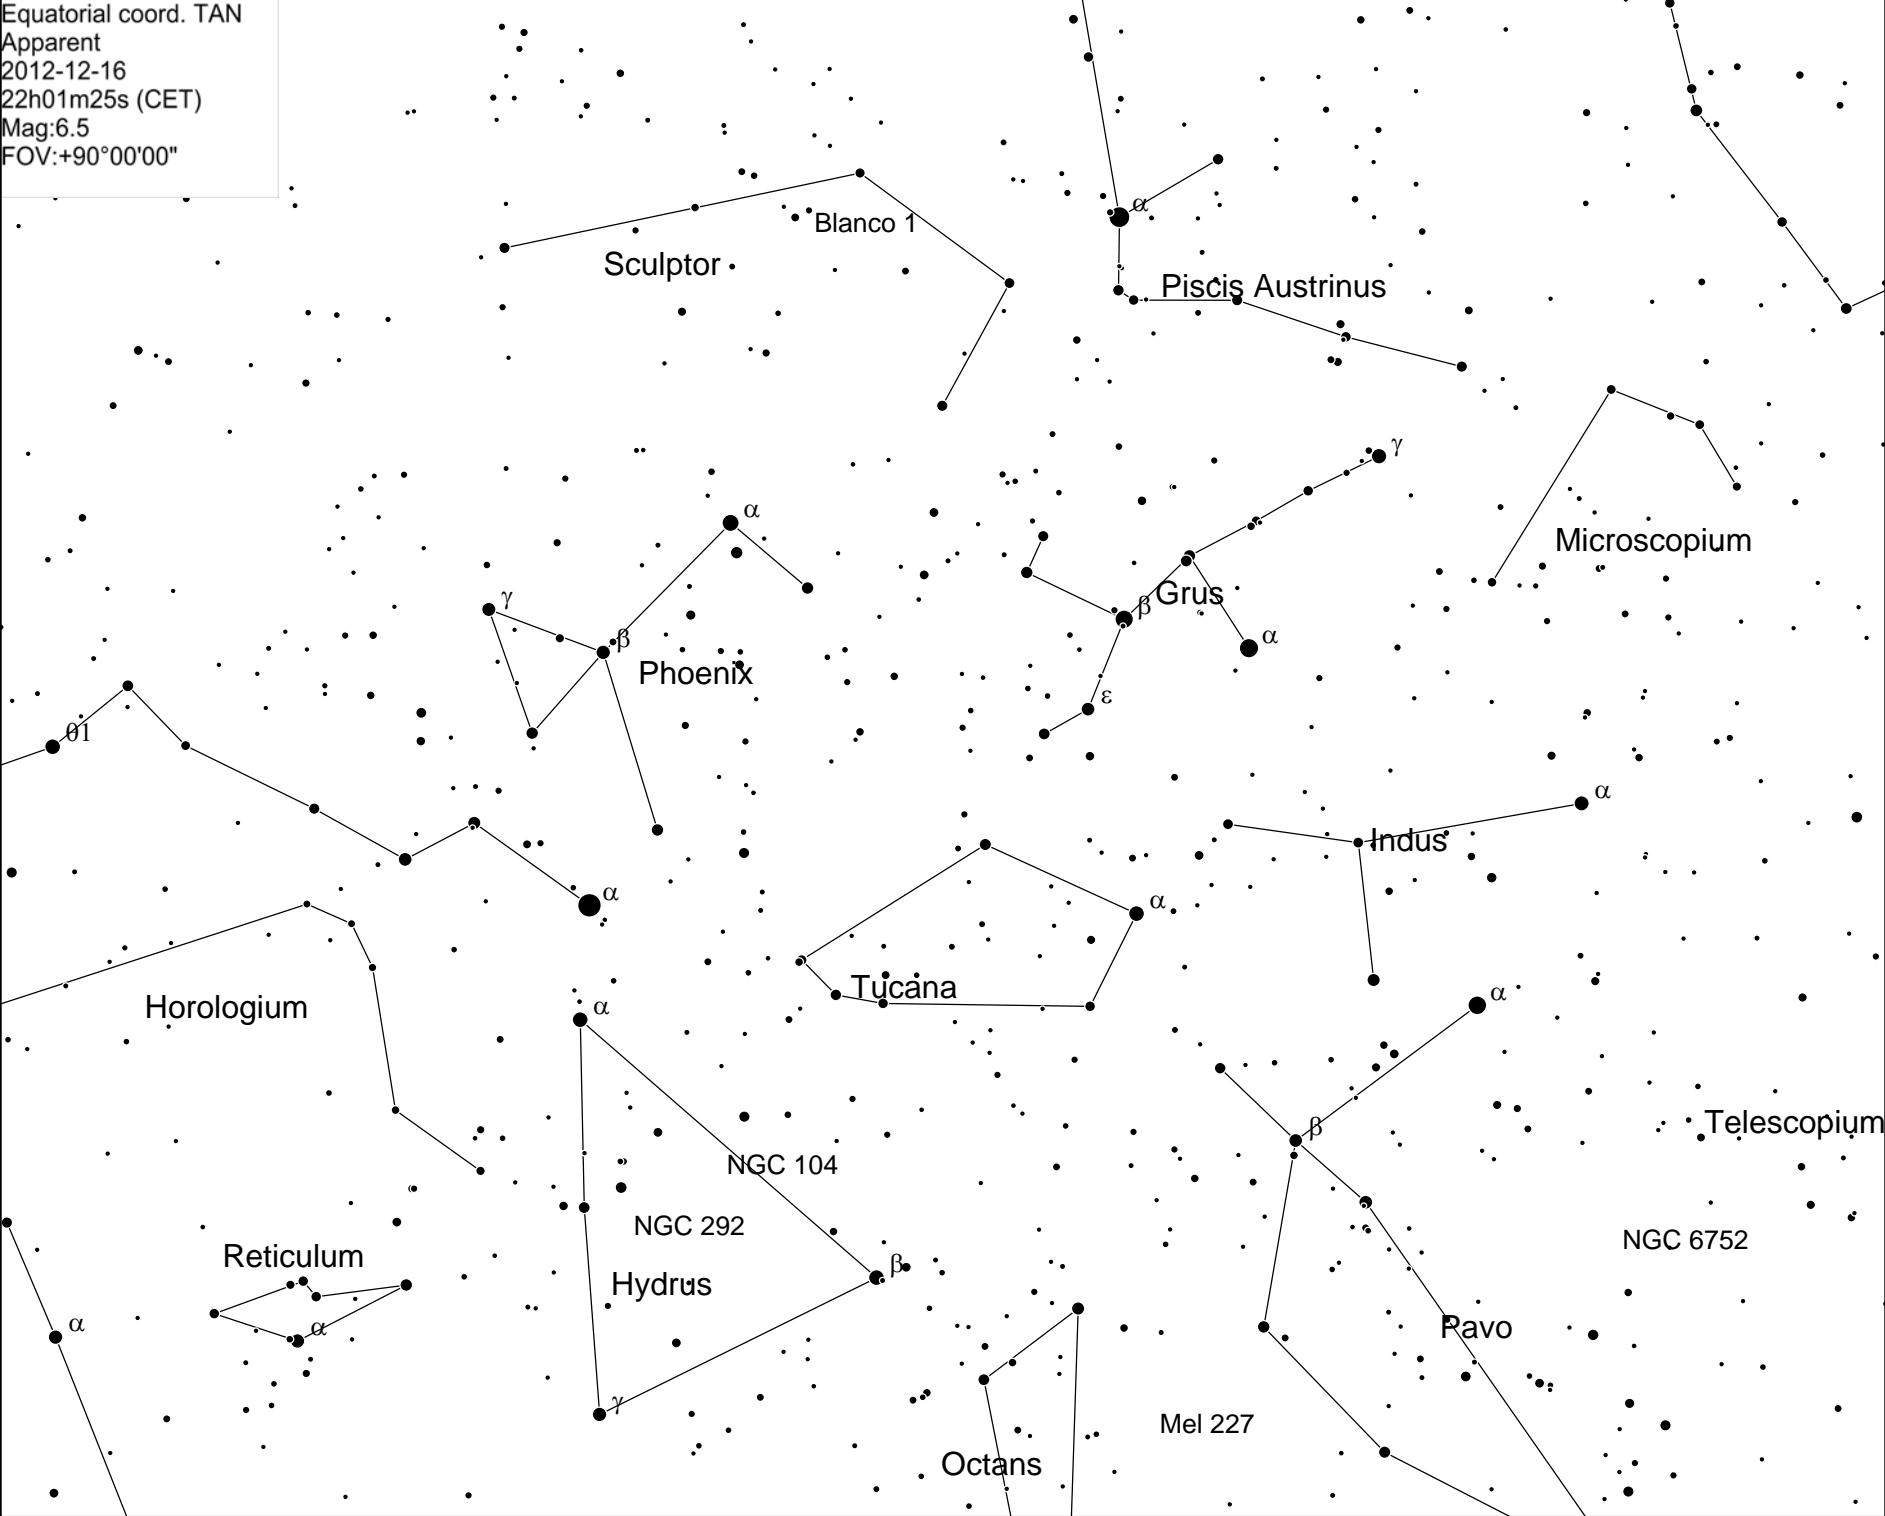 Equatorial coord. TAN
Apparent
2012-12-16
22h01m25s (CET)
Mag:6.5
FOV:+90°00'00"
α
Blanco 1
Sculptor
Piscis Austrinus
γ
α
Microscopium
γ
β
Grus
β
α
Phoenix
ε
θ1
α
Indus
α
α
Tucana
α
Horologium
α
β
Telescopium
NGC 104
NGC 292
NGC 6752
Reticulum
β
Hydrus
α
α
Pavo
γ
Mel 227
Octans